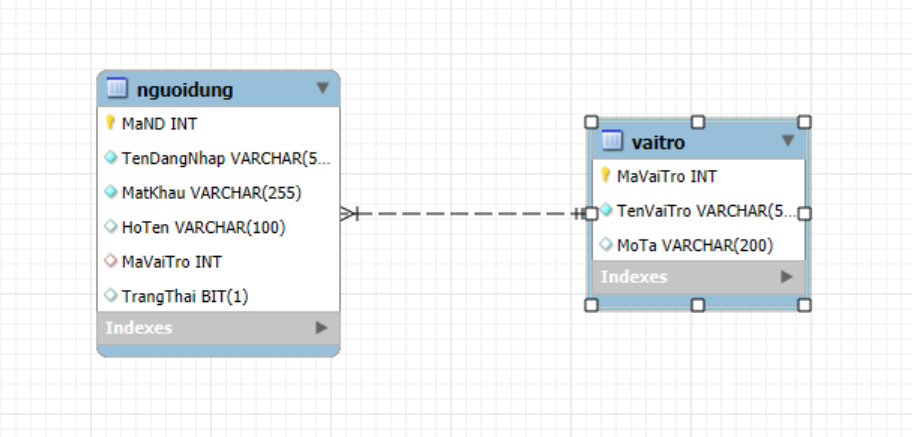 nguoidung
MaND INT
TenDangNhap VARCHAR(5...
MatKhau VARCHAR(255)
HoTen VARCHAR(100)
MaVaiTro INT
TrangThai BIT(1)
Indexes
vaitro
MaVaiTro INT
TenVaiTro VARCHAR(5...
MoTa VARCHAR(200)
Indexes